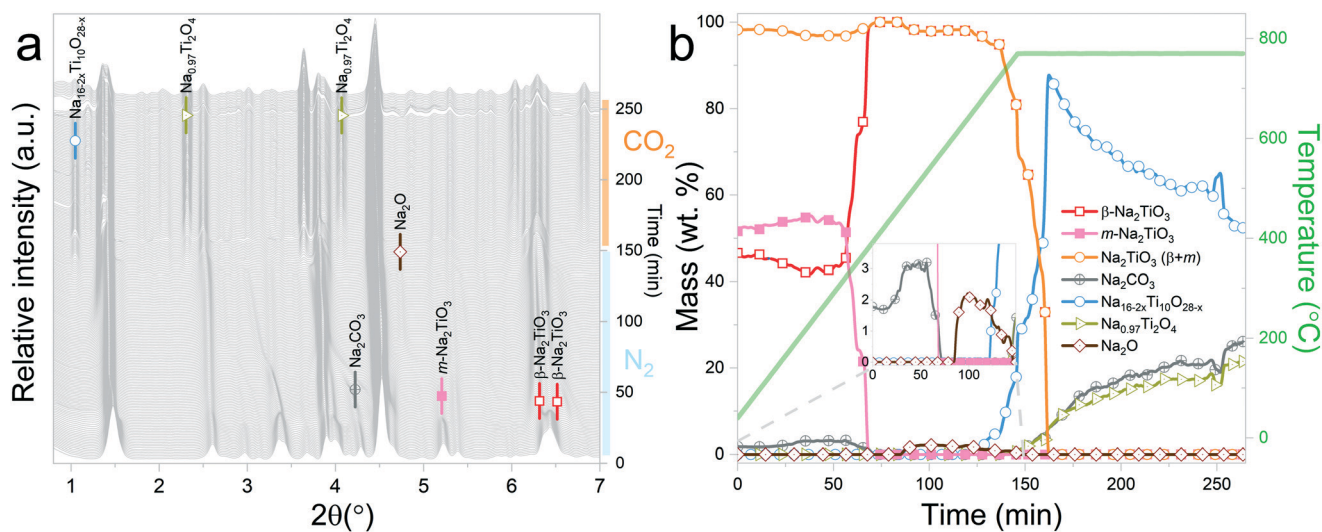 a
Relative intensity (a.u.)
Na16-2xTi10O28-x
Na0.97Ti2O4
Na0.97Ti2O4
Na2O
Na2CO3
m-Na2TiO3
β-Na2TiO3
β-Na2TiO3
250
200
150
100
50
0
Time (min)
CO2
N2
1 2 3 4 5 6 7
2θ(°)
b
Mass (wt. %)
100
80
60
40
20
0
800
600
400
200
0
Temperature (°C)
β-Na2TiO3
m-Na2TiO3
Na2TiO3 (β+m)
Na2CO3
Na16-2xTi10O28-x
Na0.97Ti2O4
Na2O
3
2
1
0
0 50 100
0 50 100 150 200 250
Time (min)